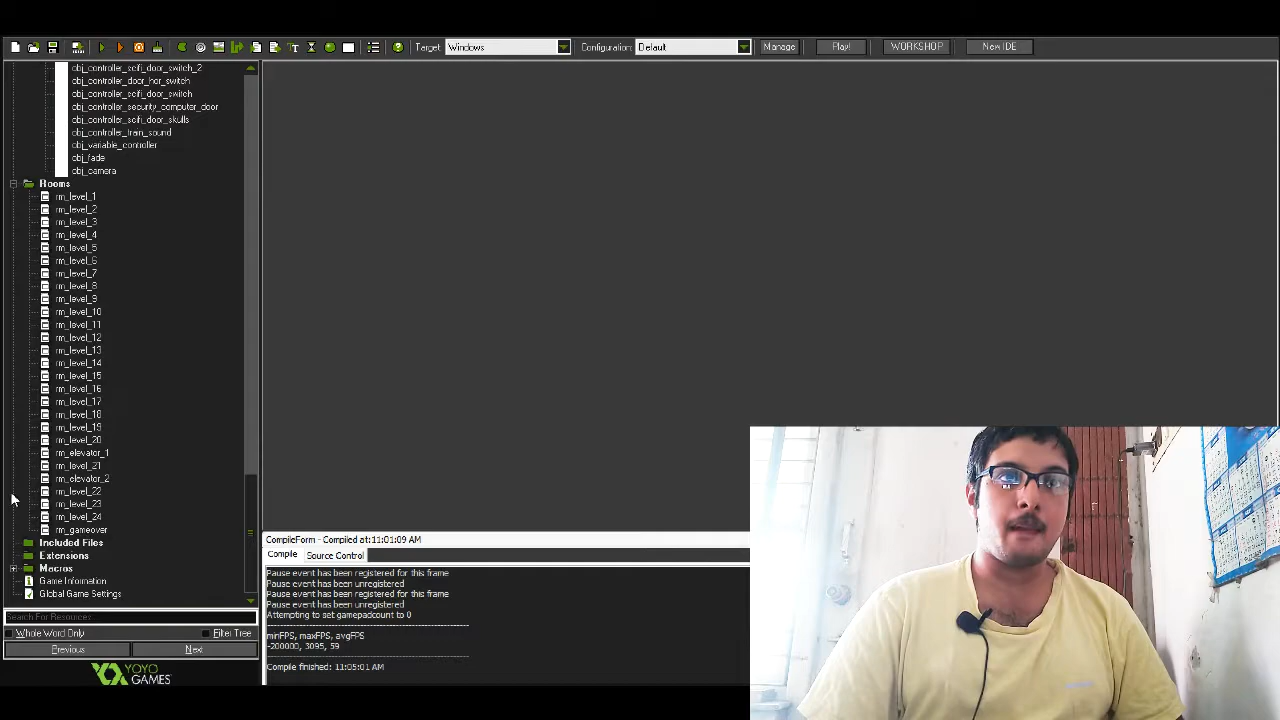 Target Windows Configuration: Default Manage Play! WORKSHOP New IDE
obj_controller_scifi_door_switch_2
obj_controller_door_hor_switch
obj_controller_scifi_door_switch
obj_controller_security_computer_door
obj_controller_scifi_door_skulls
obj_controller_train_sound
obj_variable_controller
obj_fade
obj_camera
Rooms
rm_level_1
rm_level_2
rm_level_3
rm_level_4
rm_level_5
rm_level_6
rm_level_7
rm_level_8
rm_level_9
rm_level_10
rm_level_11
rm_level_12
rm_level_13
rm_level_14
rm_level_15
rm_level_16
rm_level_17
rm_level_18
rm_level_19
rm_level_20
rm_elevator_1
rm_level_21
rm_elevator_2
rm_level_22
rm_level_23
rm_level_24
rm_gameover
Included Files
Extensions
Macros
Game Information
Global Game Settings
Search For Resource...
Whole Word Only Filter Tree
Previous Next
YOYO
GAMES
CompileForm - Compiled at:11:01:09 AM
Compile Source Control
Pause event has been registered for this frame
Pause event has been unregistered
Pause event has been registered for this frame
Pause event has been unregistered
Attempting to set gamepadcount to 0
minFPS, maxFPS, avgFPS
-200000, 3095, 59
Compile finished: 11:05:01 AM